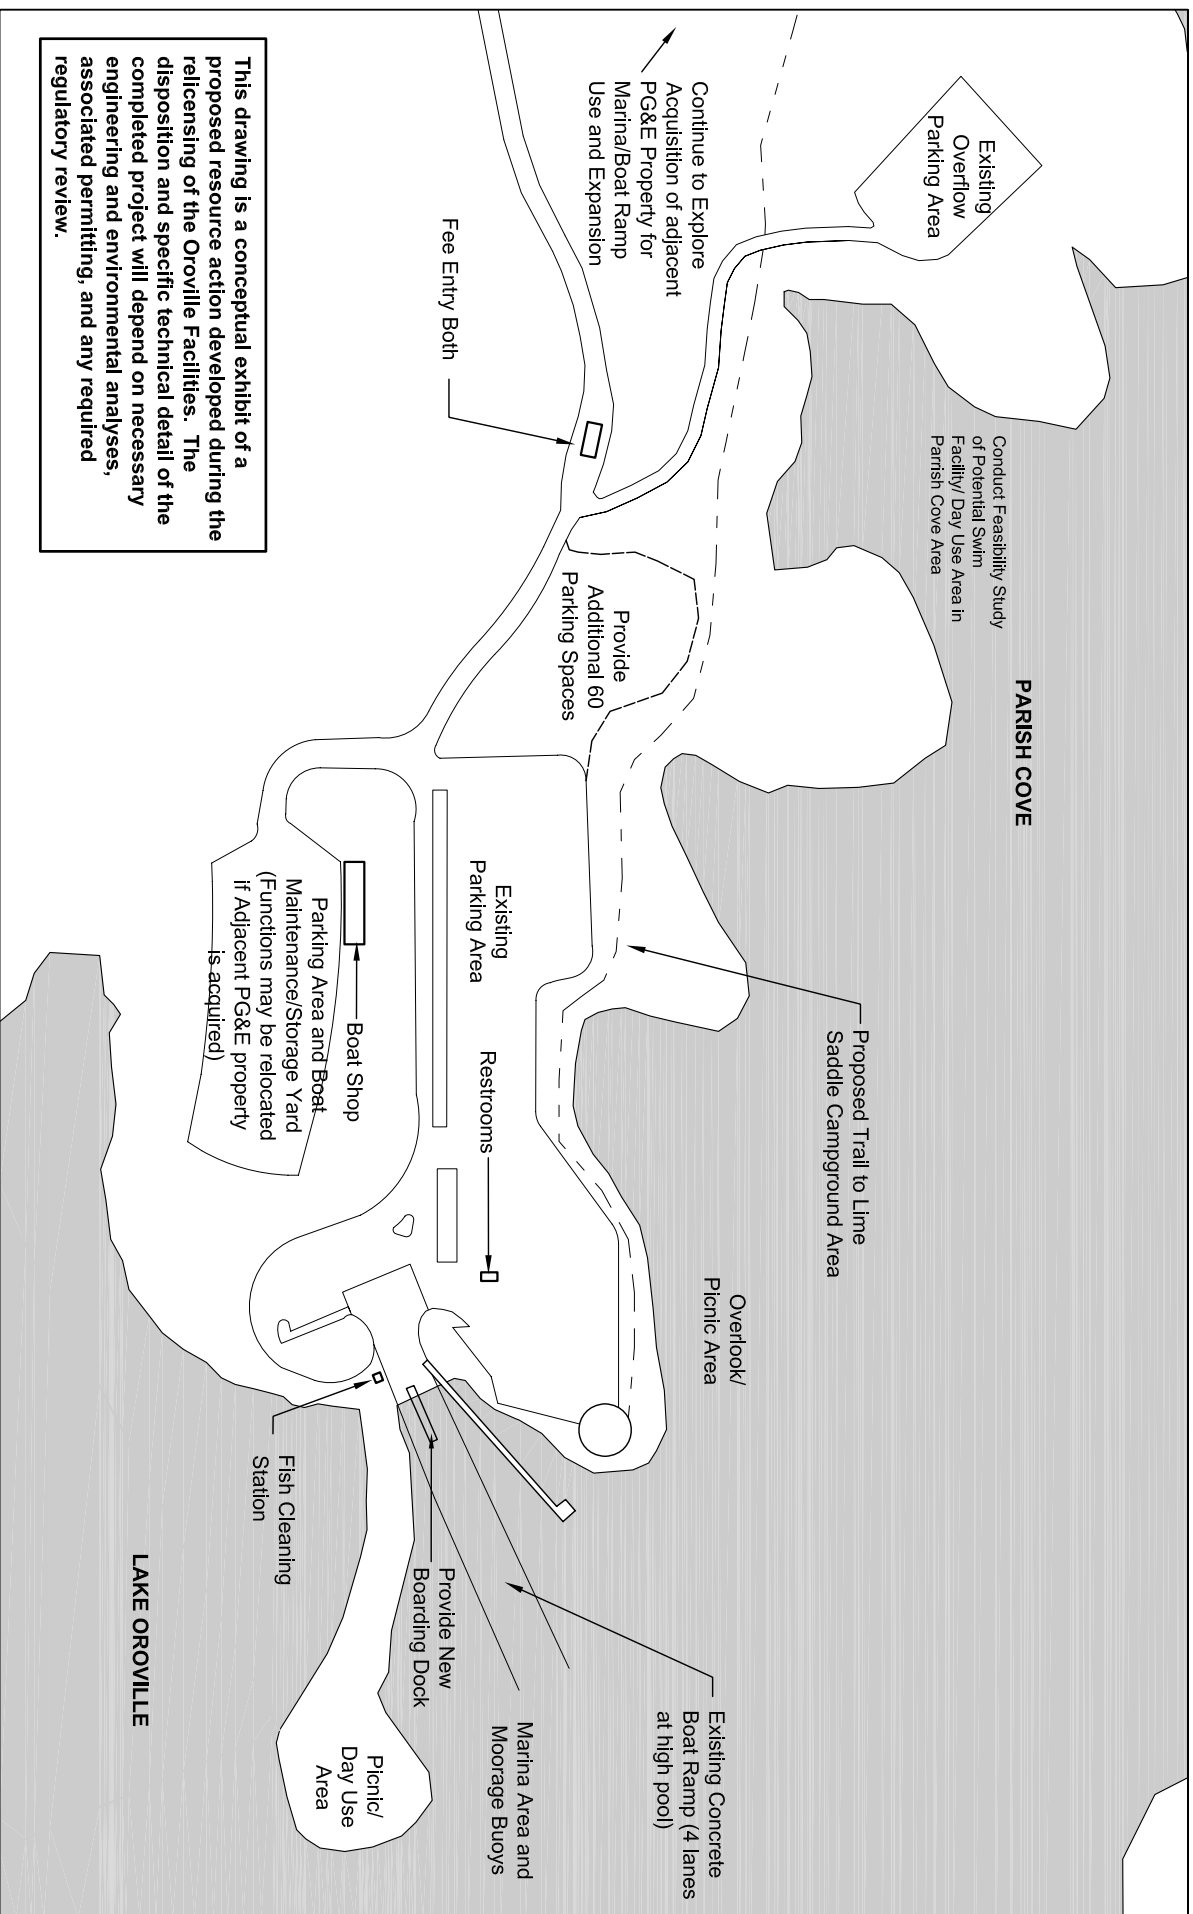 Existing
Overflow
Parking Area
Continue to Explore
Acquisition of adjacent
PG&E Property for
Marina/Boat Ramp
Use and Expansion
Fee Entry Both
This drawing is a conceptual exhibit of a
proposed resource action developed during the
relicensing of the Oroville Facilities. The
disposition and specific technical detail of the
completed project will depend on necessary
engineering and environmental analyses,
associated permitting, and any required
regulatory review.
Conduct Feasibility Study
of Potential Swim
Facility/ Day Use Area in
Parrish Cove Area
PARISH COVE
Provide
Additional 60
Parking Spaces
Existing
Parking Area
Boat Shop
Parking Area and Boat
Maintenance/Storage Yard
(Functions may be relocated
if Adjacent PG&E property
is acquired)
Restrooms
Proposed Trail to Lime
Saddle Campground Area
Overlook/
Picnic Area
Fish Cleaning
Station
Provide New
Boarding Dock
Existing Concrete
Boat Ramp (4 lanes
at high pool)
Marina Area and
Moorage Buoys
Picnic/
Day Use
Area
LAKE OROVILLE